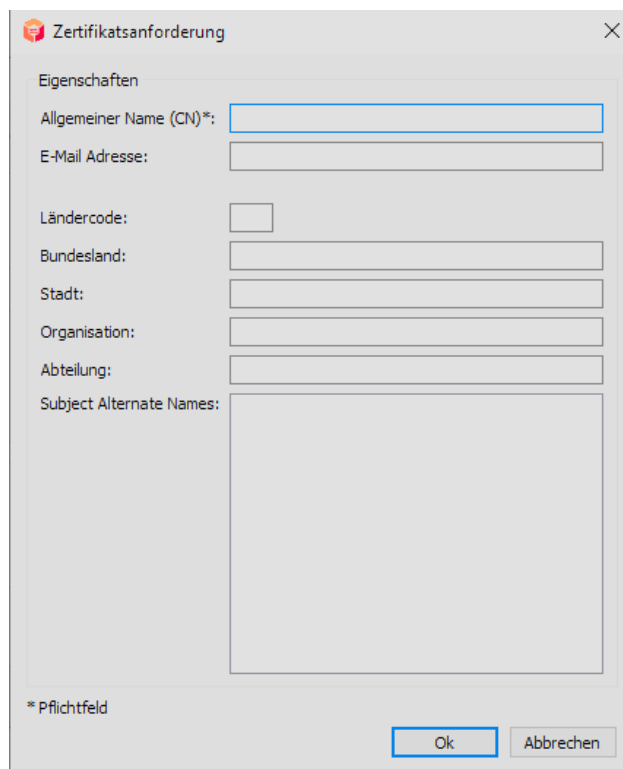 Zertifikatsanforderung
Eigenschaften
Allgemeiner Name (CN)*:
E-Mail Adresse:
Ländercode:
Bundesland:
Stadt:
Organisation:
Abteilung:
Subject Alternate Names:
* Pflichtfeld
Ok Abbrechen